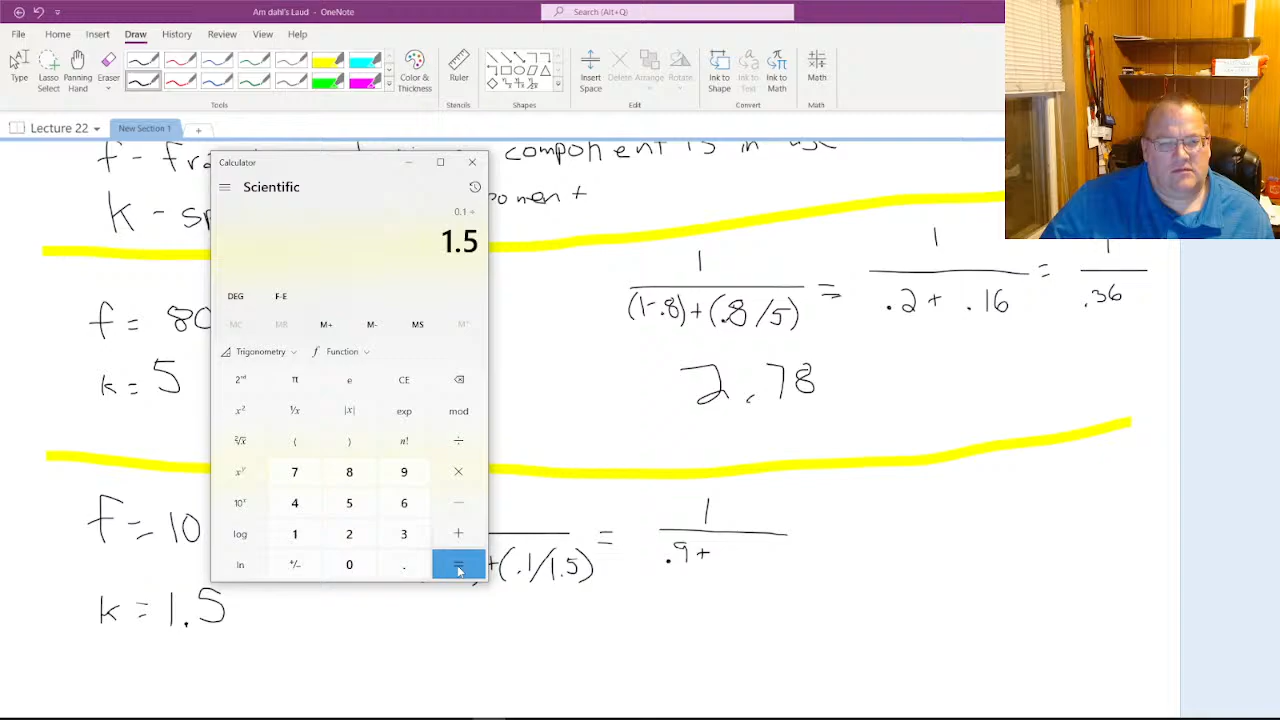 Arn dahl's Laud - OneNote
Search (Alt+Q)
File Home Insert Draw History Review View Help
Type Lasso Select Panning Hand Eraser
Color & Thickness Ruler Insert Space Delete Arrange Rotate Ink to Shape Ink to Text Ink to Math Math
Tools Stencils Shapes Edit Convert Math
Lecture 22 New Section 1 +
f - fra component is in use
k - sp ponent
Calculator
Scientific
0.1 ÷
1.5
DEG F-E
MC MR M+ M- MS M˅
Trigonometry f Function
2ⁿᵈ π e CE
x² ¹/x |x| exp mod
²√x ( ) n! ÷
xʸ 7 8 9 ×
10ˣ 4 5 6 −
log 1 2 3 +
ln +/- 0 . =
f = 80
k = 5
1 / (1-.8)+(.8/5) = 1 / .2 + .16 = 1 / .36
2.78
f = 10
+(.1/1.5) = 1 / .9 +
k = 1.5